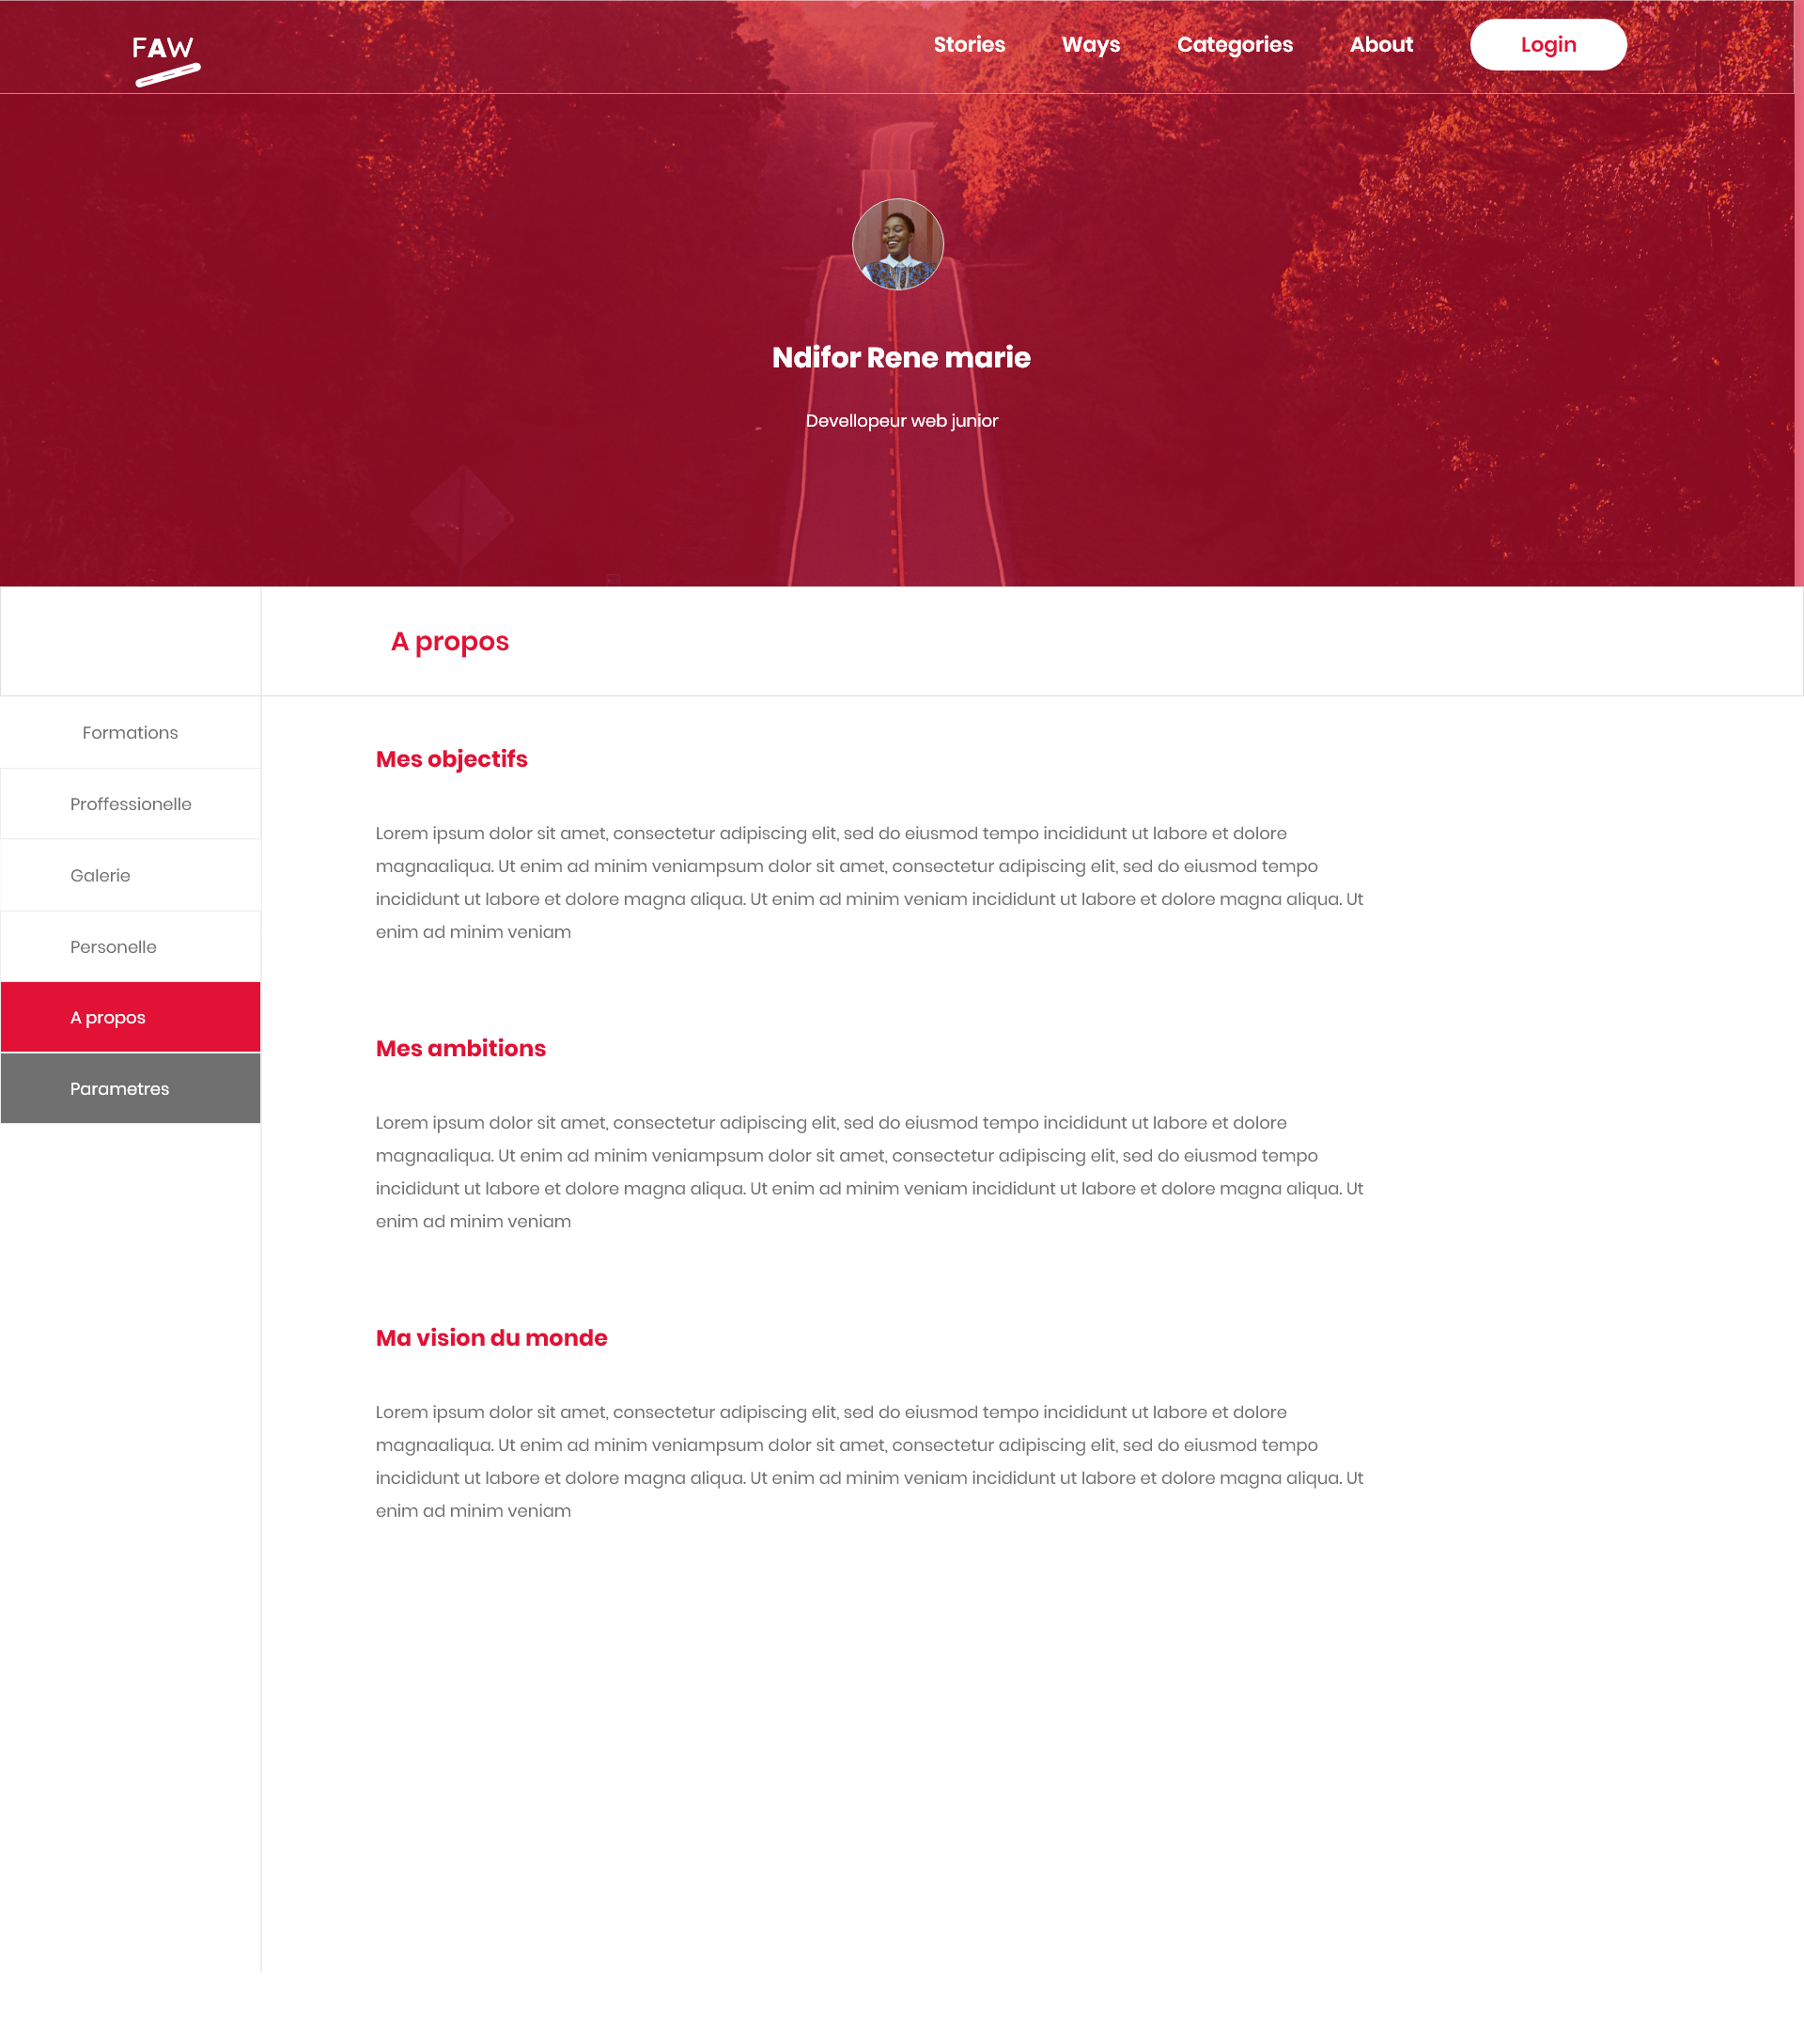 FAW
Stories
Ways
Categories
About
Login
Ndifor Rene marie
Devellopeur web junior
A propos
Formations
Proffessionelle
Galerie
Personelle
A propos
Parametres
Mes objectifs
Lorem ipsum dolor sit amet, consectetur adipiscing elit, sed do eiusmod tempo incididunt ut labore et dolore
magnaaliqua. Ut enim ad minim veniampsum dolor sit amet, consectetur adipiscing elit, sed do eiusmod tempo
incididunt ut labore et dolore magna aliqua. Ut enim ad minim veniam incididunt ut labore et dolore magna aliqua. Ut
enim ad minim veniam
Mes ambitions
Lorem ipsum dolor sit amet, consectetur adipiscing elit, sed do eiusmod tempo incididunt ut labore et dolore
magnaaliqua. Ut enim ad minim veniampsum dolor sit amet, consectetur adipiscing elit, sed do eiusmod tempo
incididunt ut labore et dolore magna aliqua. Ut enim ad minim veniam incididunt ut labore et dolore magna aliqua. Ut
enim ad minim veniam
Ma vision du monde
Lorem ipsum dolor sit amet, consectetur adipiscing elit, sed do eiusmod tempo incididunt ut labore et dolore
magnaaliqua. Ut enim ad minim veniampsum dolor sit amet, consectetur adipiscing elit, sed do eiusmod tempo
incididunt ut labore et dolore magna aliqua. Ut enim ad minim veniam incididunt ut labore et dolore magna aliqua. Ut
enim ad minim veniam